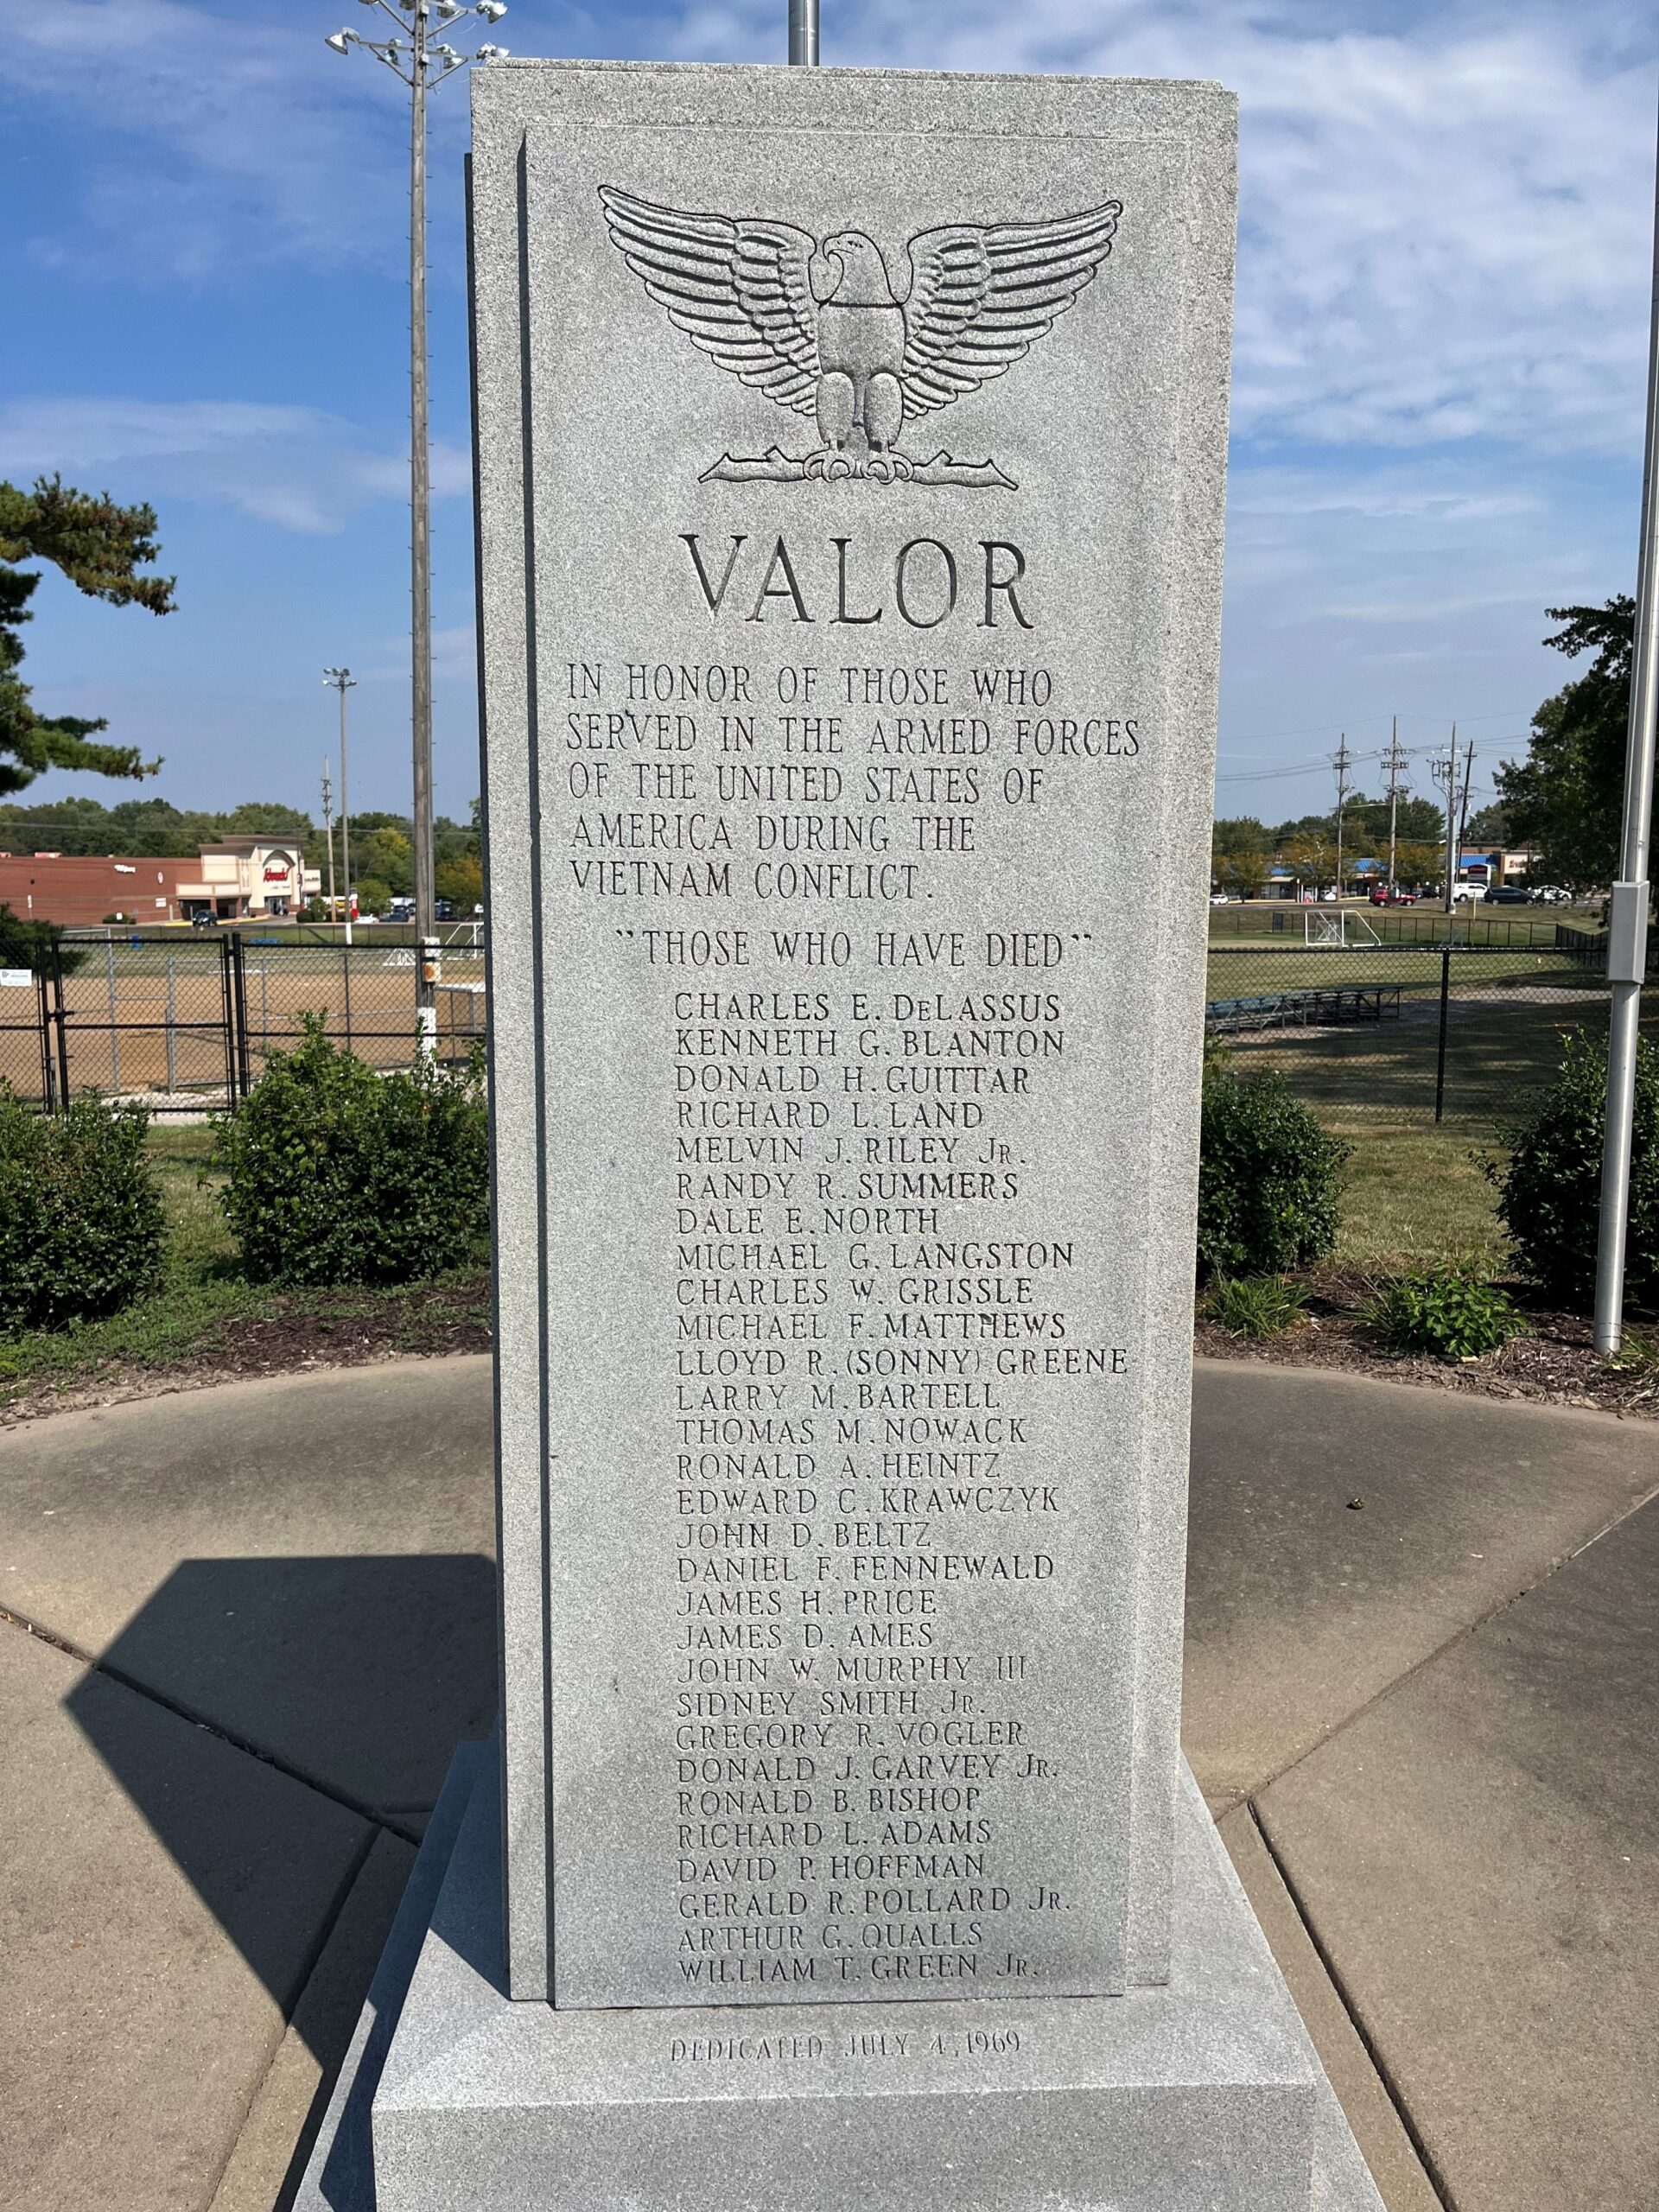 VALOR
IN HONOR OF THOSE WHO
SERVED IN THE ARMED FORCES
OF THE UNITED STATES OF
AMERICA DURING THE
VIETNAM CONFLICT.
"THOSE WHO HAVE DIED"
CHARLES E. DeLASSUS
KENNETH G. BLANTON
DONALD H. GUITTAR
RICHARD L. LAND
MELVIN J. RILEY Jr.
RANDY R. SUMMERS
DALE E. NORTH
MICHAEL G. LANGSTON
CHARLES W. GRISSLE
MICHAEL F. MATTHEWS
LLOYD R. (SONNY) GREENE
LARRY M. BARTELL
THOMAS M. NOWACK
RONALD A. HEINTZ
EDWARD C. KRAWCZYK
JOHN D. BELTZ
DANIEL F. FENNEWALD
JAMES H. PRICE
JAMES D. AMES
JOHN W. MURPHY III
SIDNEY SMITH Jr.
GREGORY R. VOGLER
DONALD J. GARVEY Jr.
RONALD B. BISHOP
RICHARD L. ADAMS
DAVID P. HOFFMAN
GERALD R. POLLARD Jr.
ARTHUR G. QUALLS
WILLIAM T. GREEN Jr.
DEDICATED JULY 4, 1969